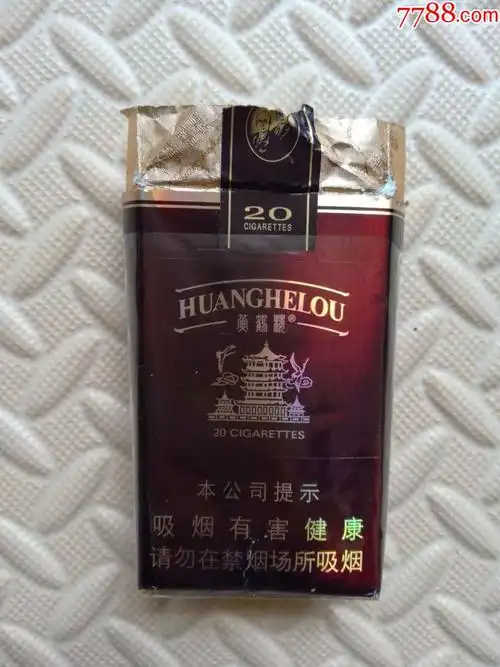 7788.com
20
CIGARETTES
HUANGHELOU
黄鹤楼®
20 CIGARETTES
本公司提示
吸烟有害健康
请勿在禁烟场所吸烟